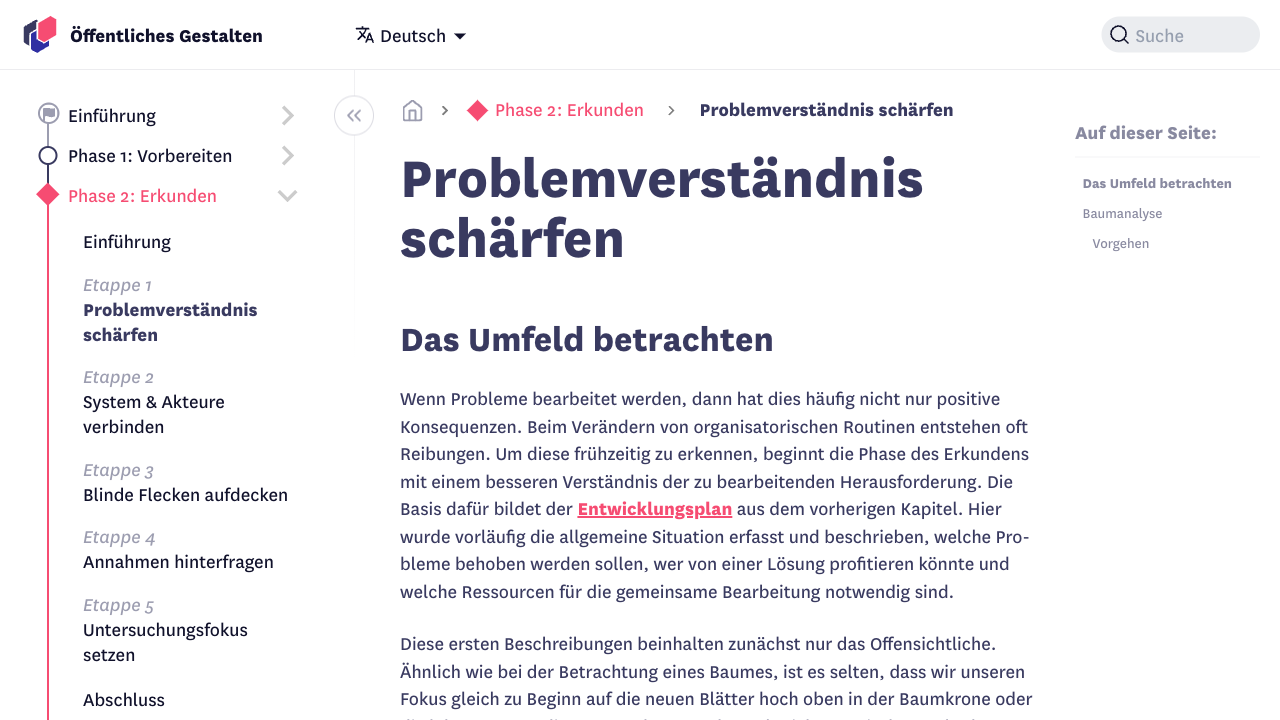 Öffentliches Gestalten
Deutsch
Suche
Einführung
Phase 1: Vorbereiten
Phase 2: Erkunden
Einführung
Etappe 1
Problemverständnis
schärfen
Etappe 2
System & Akteure
verbinden
Etappe 3
Blinde Flecken aufdecken
Etappe 4
Annahmen hinterfragen
Etappe 5
Untersuchungsfokus
setzen
Abschluss
Phase 2: Erkunden
Problemverständnis schärfen
Problemverständnis
schärfen
Das Umfeld betrachten
Wenn Probleme bearbeitet werden, dann hat dies häufig nicht nur positive
Konsequenzen. Beim Verändern von organisatorischen Routinen entstehen oft
Reibungen. Um diese frühzeitig zu erkennen, beginnt die Phase des Erkundens
mit einem besseren Verständnis der zu bearbeitenden Herausforderung. Die
Basis dafür bildet der Entwicklungsplan aus dem vorherigen Kapitel. Hier
wurde vorläufig die allgemeine Situation erfasst und beschrieben, welche Pro-
bleme behoben werden sollen, wer von einer Lösung profitieren könnte und
welche Ressourcen für die gemeinsame Bearbeitung notwendig sind.
Diese ersten Beschreibungen beinhalten zunächst nur das Offensichtliche.
Ähnlich wie bei der Betrachtung eines Baumes, ist es selten, dass wir unseren
Fokus gleich zu Beginn auf die neuen Blätter hoch oben in der Baumkrone oder
Auf dieser Seite:
Das Umfeld betrachten
Baumanalyse
Vorgehen